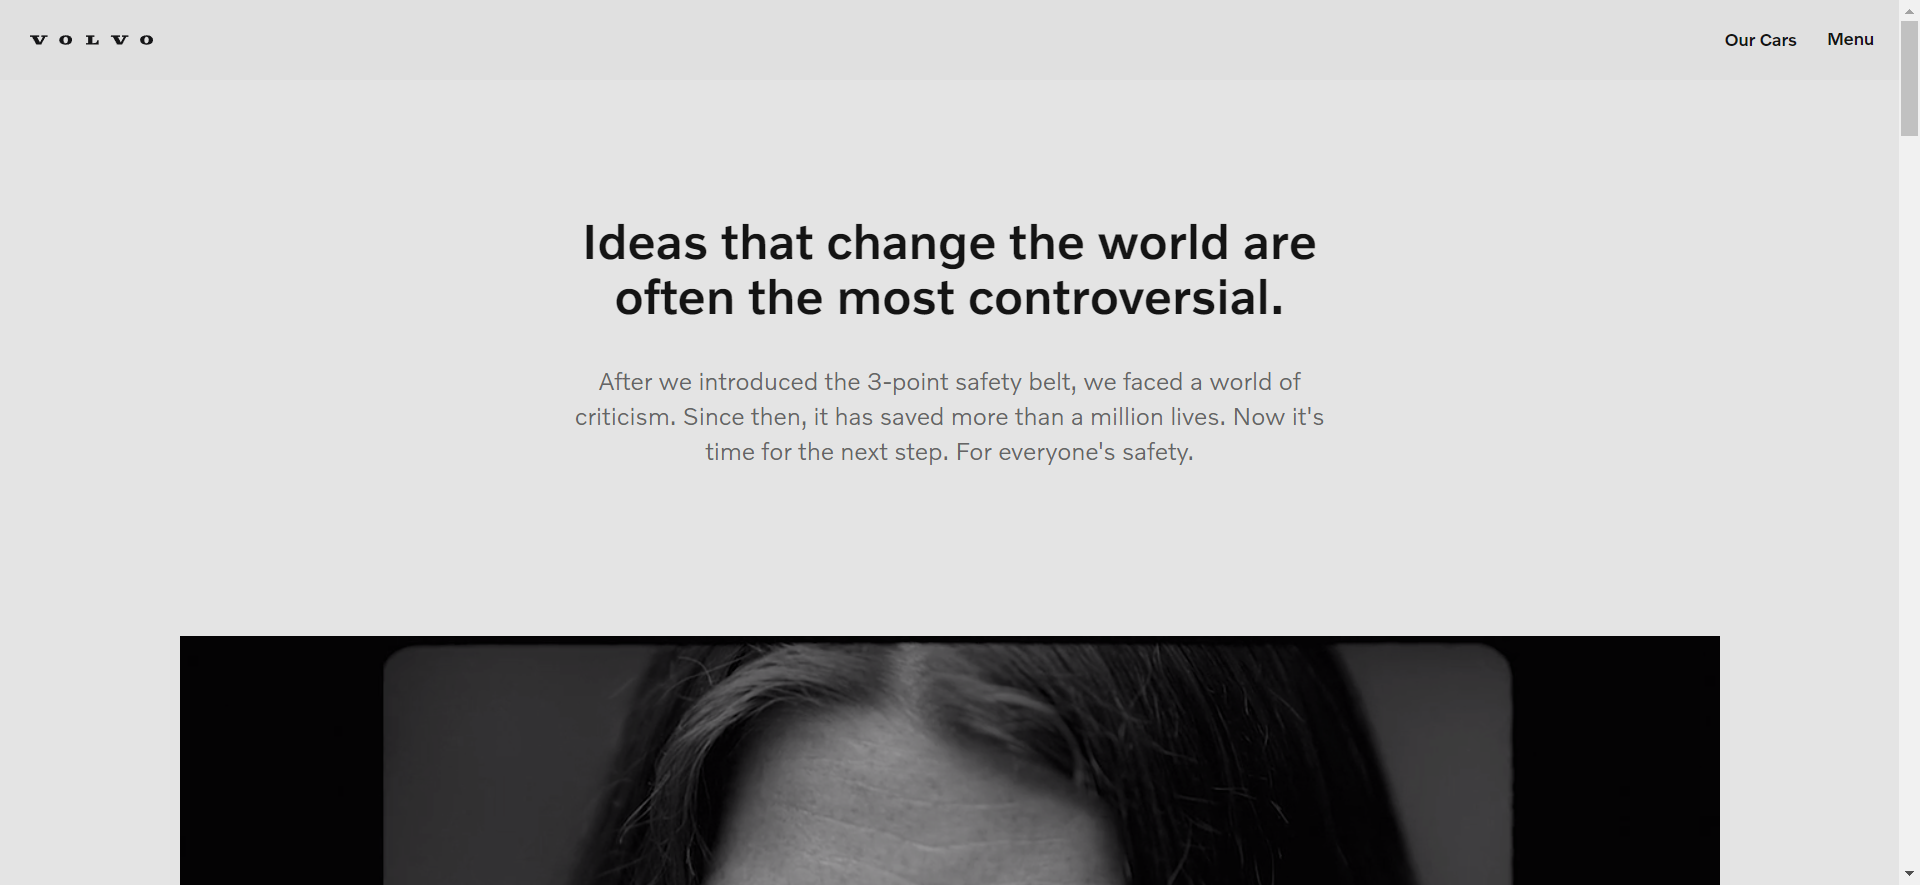 VOLVO
Our Cars
Menu
Ideas that change the world are
often the most controversial.
After we introduced the 3-point safety belt, we faced a world of
criticism. Since then, it has saved more than a million lives. Now it's
time for the next step. For everyone's safety.